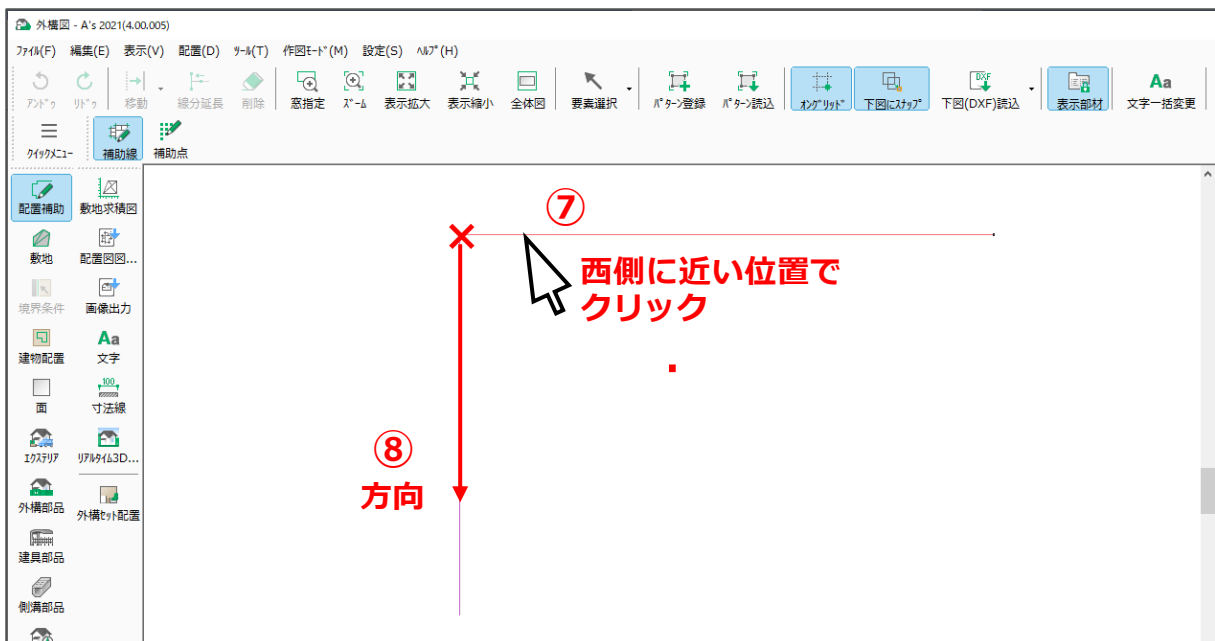 外構図 - A's 2021(4.00.005)
ﾌｧｲﾙ(F) 編集(E) 表示(V) 配置(D) ﾂｰﾙ(T) 作図ﾓｰﾄﾞ(M) 設定(S) ﾍﾙﾌﾟ(H)
ｱﾝﾄﾞｩ ﾘﾄﾞｩ 移動 線分延長 削除 窓指定 ｽﾞｰﾑ 表示拡大 表示縮小 全体図 要素選択 ﾊﾟﾀｰﾝ登録 ﾊﾟﾀｰﾝ読込 ｵﾝｸﾞﾘｯﾄﾞ 下図にｽﾅｯﾌﾟ DXF 下図(DXF)読込 表示部材 Aa 文字一括変更
ｸｲｯｸﾒﾆｭｰ 補助線 補助点
配置補助 敷地求積図
敷地 配置図図...
境界条件 画像出力
Aa
建物配置 文字
100
面 寸法線
ｴｸｽﾃﾘｱ ﾘｱﾙﾀｲﾑ3D...
外構部品 外構ｾｯﾄ配置
建具部品
側溝部品
⑦
西側に近い位置で
クリック
⑧
方向